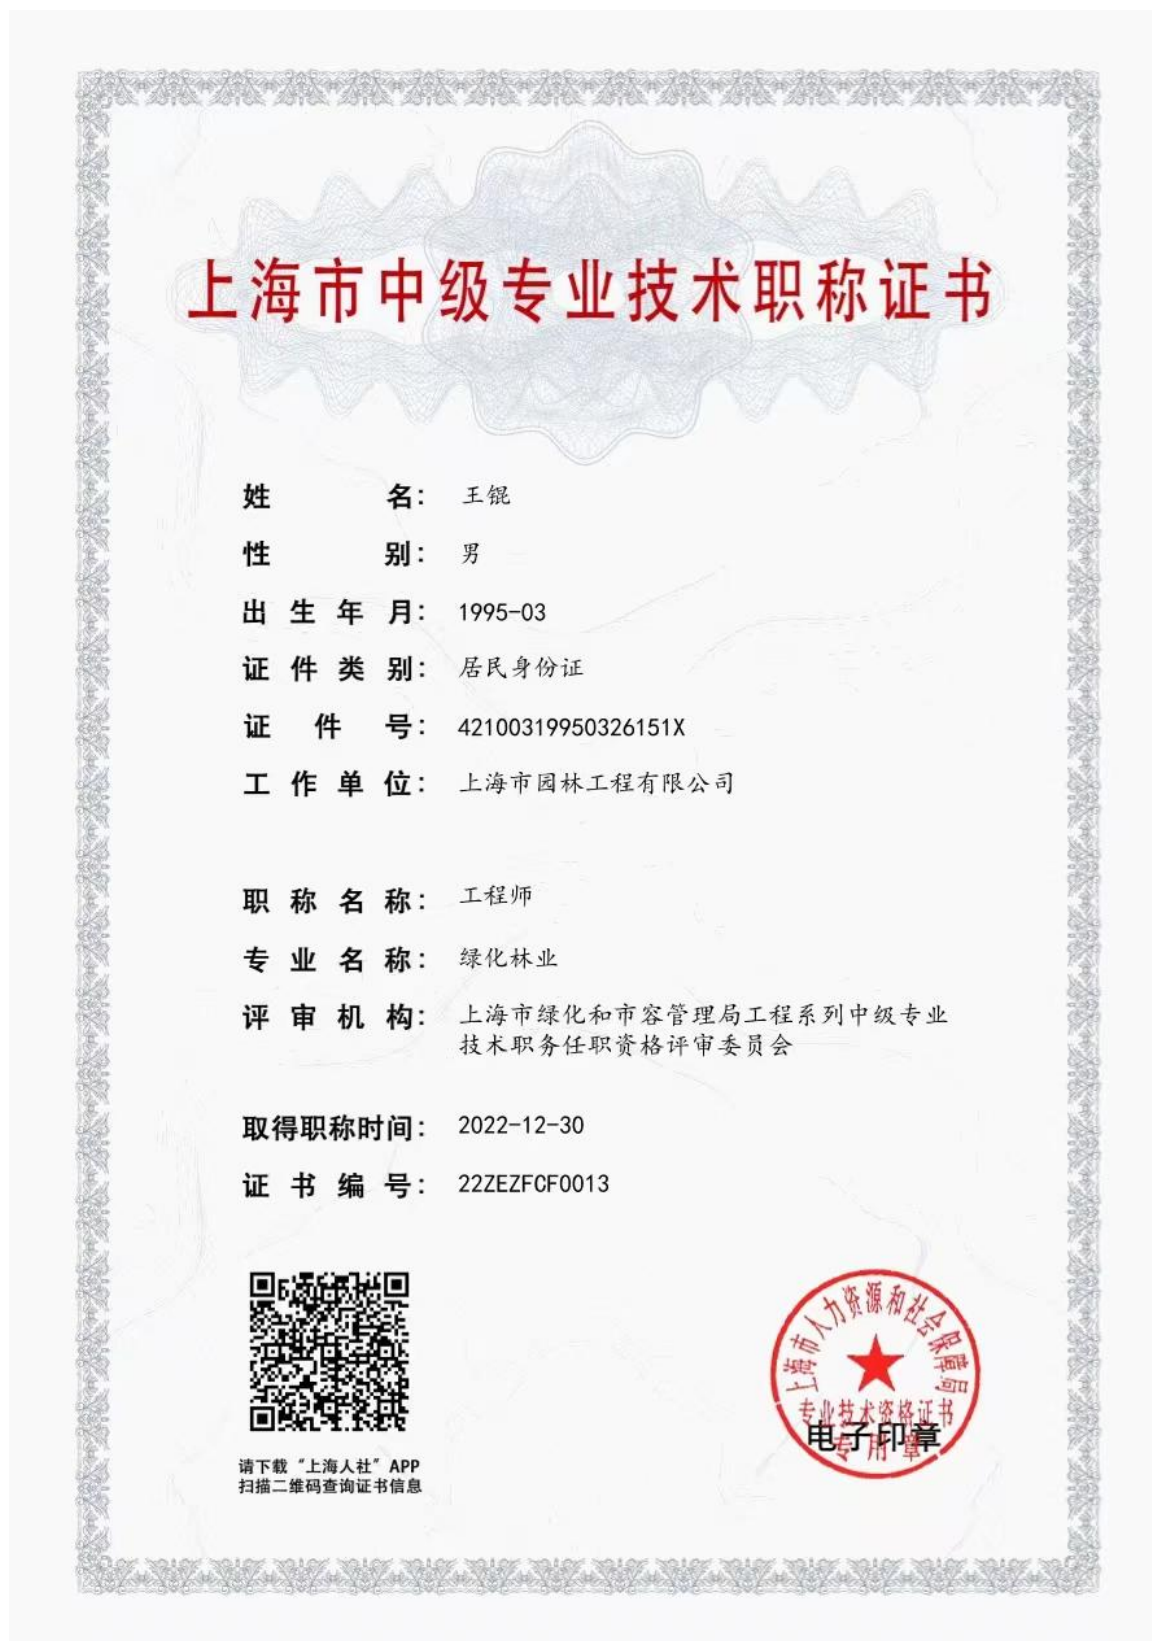 上海市中级专业技术职称证书
姓名：王锟
性别：男
出生年月：1995-03
证件类别：居民身份证
证件号：42100319950326151X
工作单位：上海市园林工程有限公司
职称名称：工程师
专业名称：绿化林业
评审机构：上海市绿化和市容管理局工程系列中级专业
技术职务任职资格评审委员会
取得职称时间：2022-12-30
证书编号：22ZEZFCF0013
请下载“上海人社”APP
扫描二维码查询证书信息
上海市人力资源和社会保障局
专业技术资格证书
专用章
电子印章